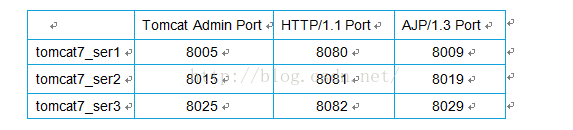 Tomcat Admin Port HTTP/1.1 Port AJP/1.3 Port
tomcat7_ser1 8005 8080 8009
tomcat7_ser2 8015 8081 8019
tomcat7_ser3 8025 8082 8029
http://blog.csdn.net/